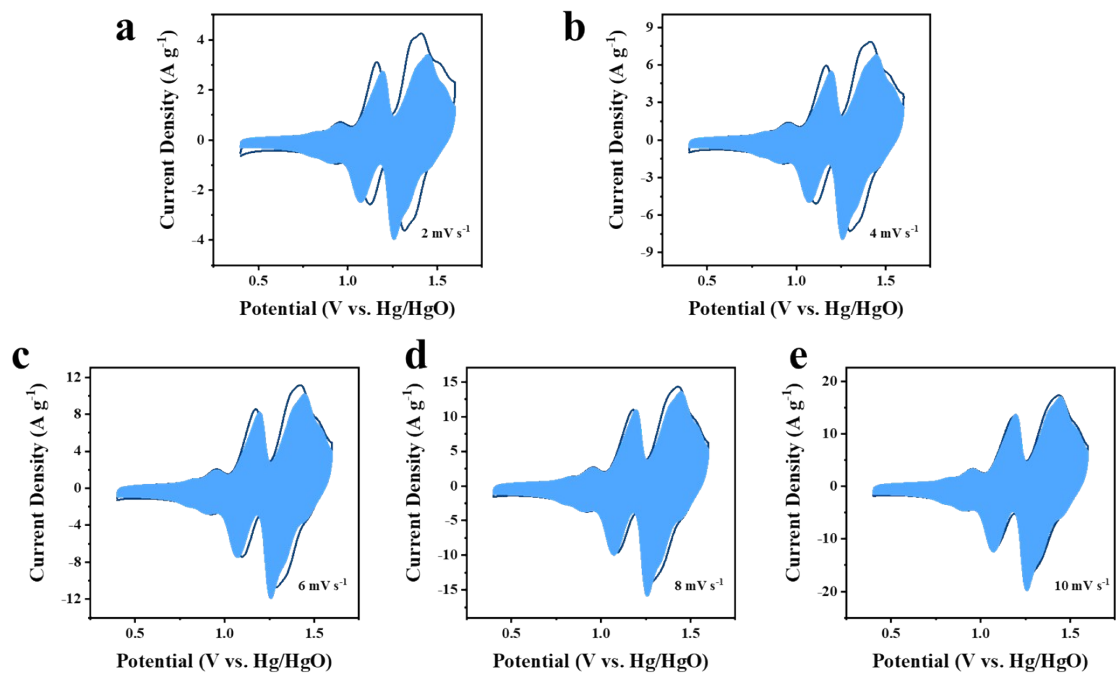 a
Current Density (A g-1)
4
2
0
-2
-4
2 mV s-1
0.5 1.0 1.5
Potential (V vs. Hg/HgO)
b
Current Density (A g-1)
9
6
3
0
-3
-6
-9
4 mV s-1
0.5 1.0 1.5
Potential (V vs. Hg/HgO)
c
Current Density (A g-1)
12
8
4
0
-4
-8
-12
6 mV s-1
0.5 1.0 1.5
Potential (V vs. Hg/HgO)
d
Current Density (A g-1)
15
10
5
0
-5
-10
-15
8 mV s-1
0.5 1.0 1.5
Potential (V vs. Hg/HgO)
e
Current Density (A g-1)
20
10
0
-10
-20
10 mV s-1
0.5 1.0 1.5
Potential (V vs. Hg/HgO)